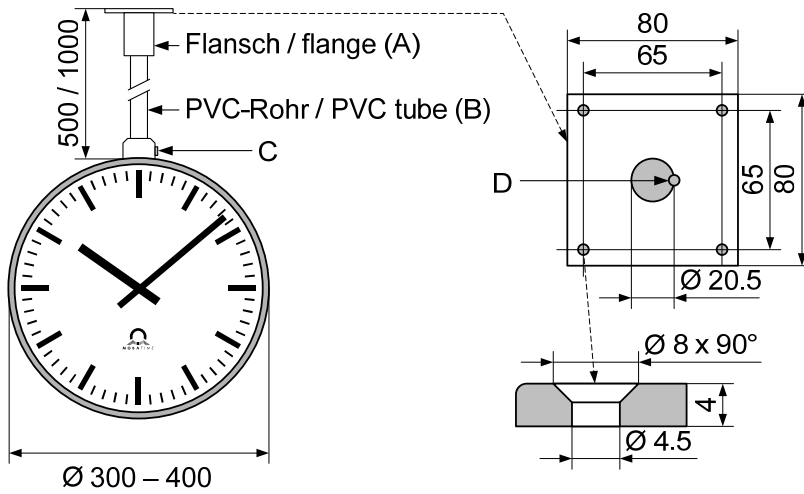 500 / 1000
Flansch / flange (A)
PVC-Rohr / PVC tube (B)
C
MOBATIME
Ø 300 – 400
80
65
D
65
80
Ø 20.5
Ø 8 x 90°
4
Ø 4.5